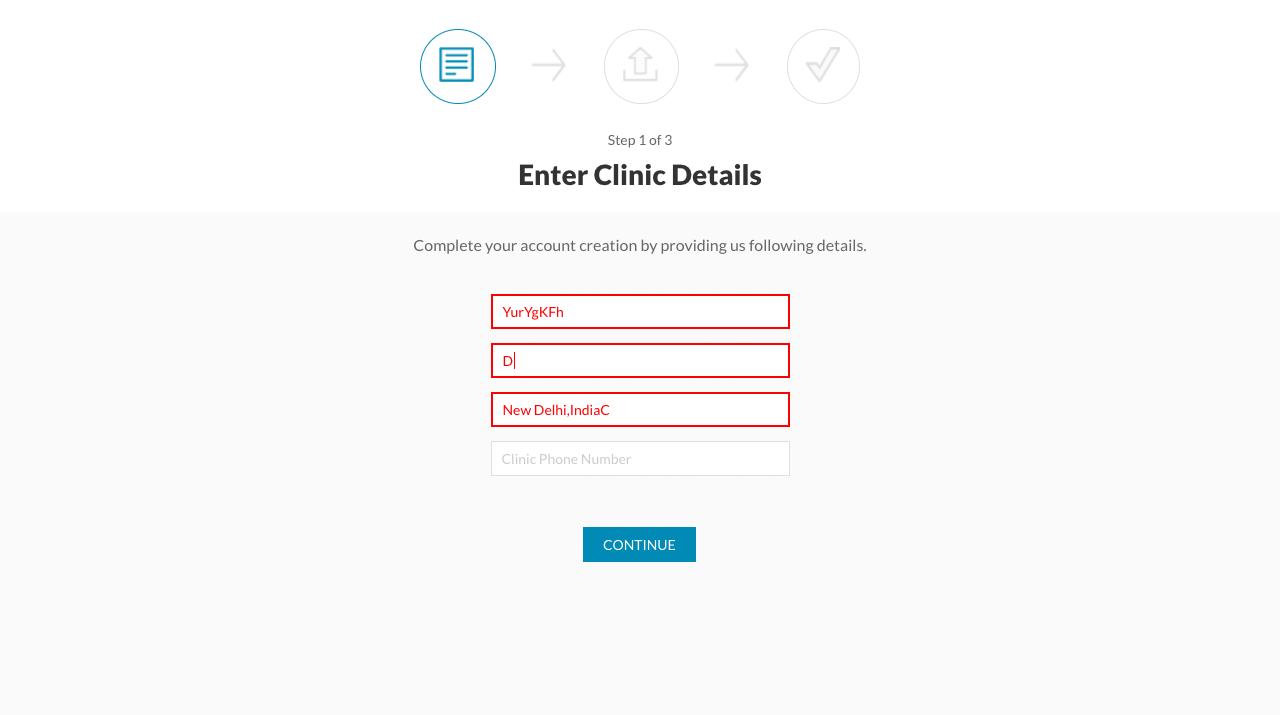 Step 1 of 3
Enter Clinic Details
Complete your account creation by providing us following details.
YurYgKFh
D
New Delhi,IndiaC
Clinic Phone Number
CONTINUE